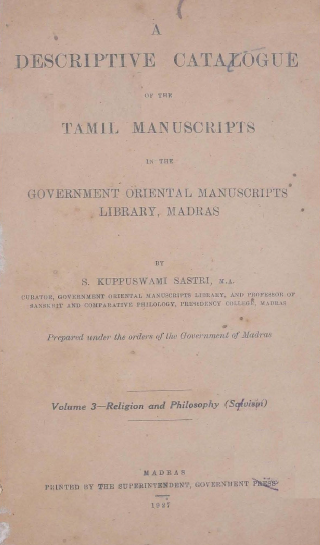 A
DESCRIPTIVE CATALOGUE
OF THE
TAMIL MANUSCRIPTS
IN THE
GOVERNMENT ORIENTAL MANUSCRIPTS
LIBRARY, MADRAS
BY
S. KUPPUSWAMI SASTRI, M.A.
CURATOR, GOVERNMENT ORIENTAL MANUSCRIPTS LIBRARY, AND PROFESSOR OF
SANSKRIT AND COMPARATIVE PHILOLOGY, PRESIDENCY COLLEGE, MADRAS
Prepared under the orders of the Government of Madras
Volume 3—Religion and Philosophy
MADRAS
PRINTED BY THE SUPERINTENDENT, GOVERNMENT PRESS